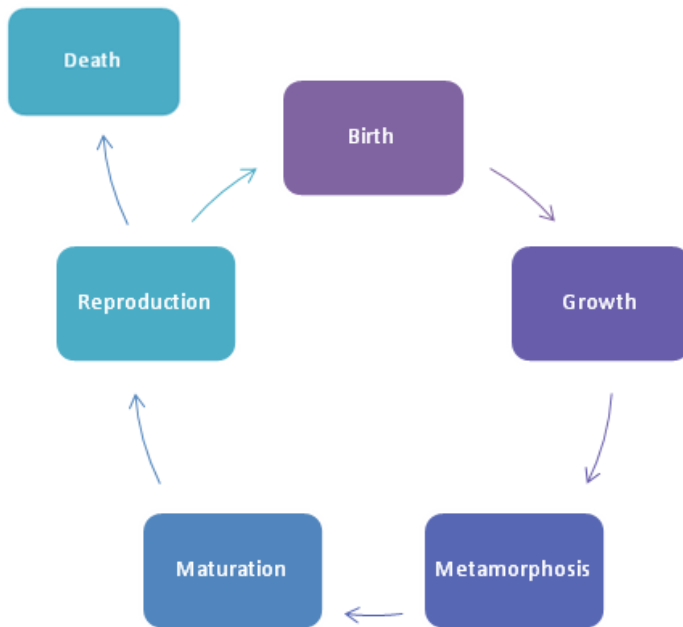 Death
Birth
Growth
Metamorphosis
Maturation
Reproduction